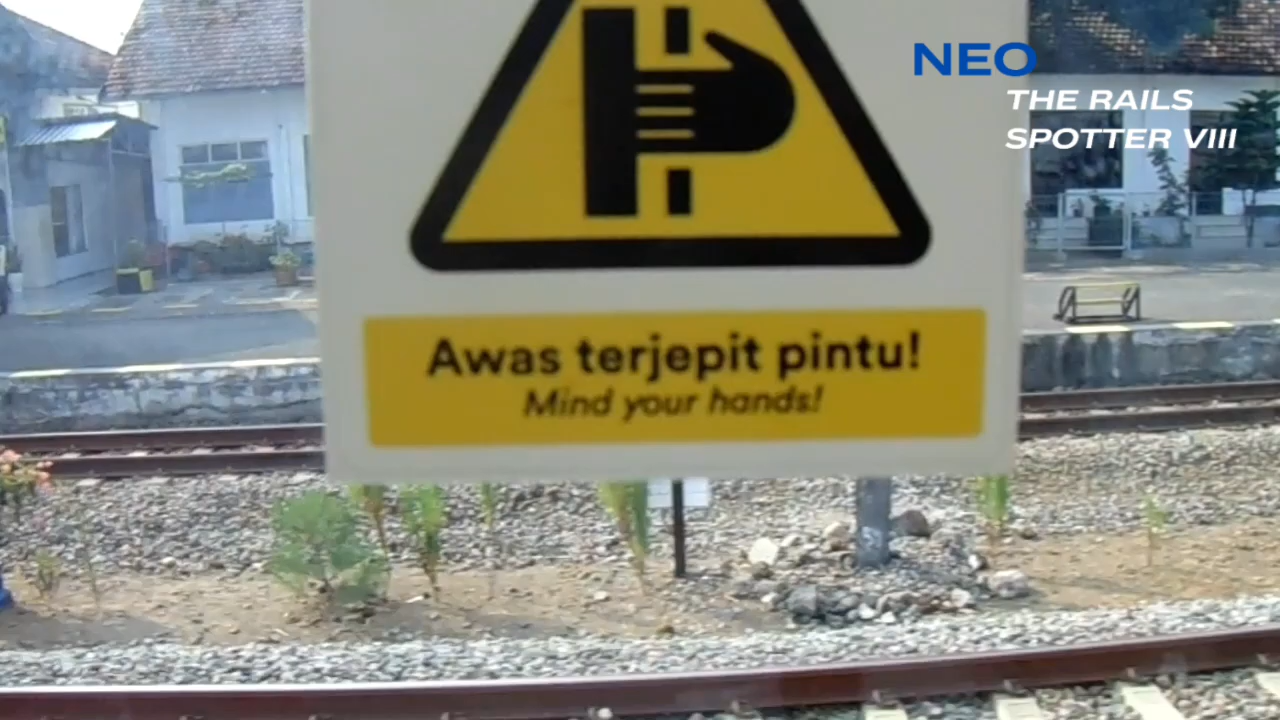 NEO
THE RAILS
SPOTTER VIII
Awas terjepit pintu!
Mind your hands!